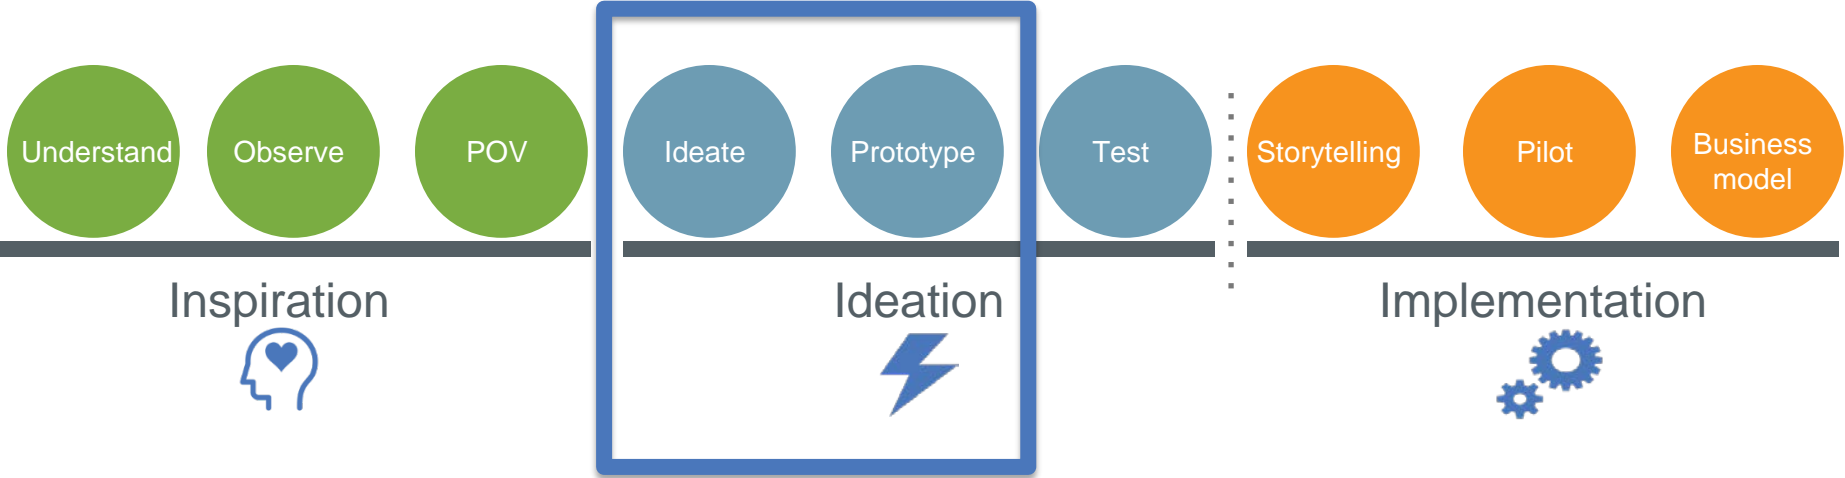 Understand
Observe
POV
Ideate
Prototype
Test
Storytelling
Pilot
Business
model
Inspiration
Ideation
Implementation